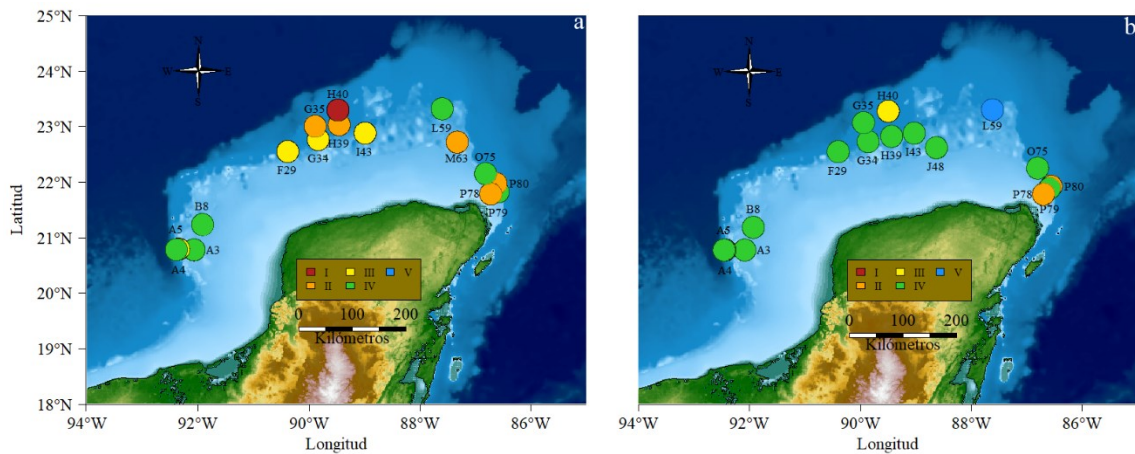 a
25°N
24°N
23°N
22°N
21°N
20°N
19°N
18°N
Latitud
94°W
92°W
90°W
88°W
86°W
Longitud
N
W
E
S
H40
G35
H39
G34
I43
F29
L59
M63
O75
P78
P80
P79
B8
A5
A3
A4
I
III
V
II
IV
0
100
200
Kilómetros
b
94°W
92°W
90°W
88°W
86°W
Longitud
N
W
E
S
H40
G35
L59
F29
G34
H39
I43
J48
O75
P78
P80
P79
B8
A5
A3
A4
I
III
V
II
IV
0
100
200
Kilómetros